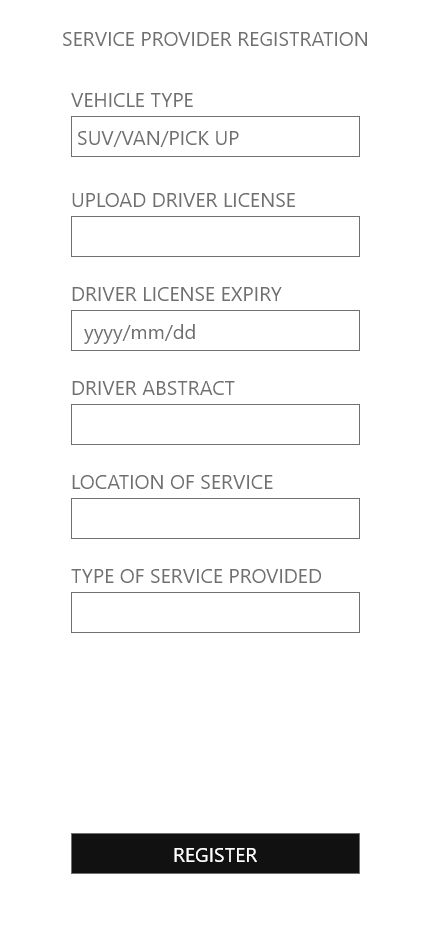 SERVICE PROVIDER REGISTRATION
VEHICLE TYPE
SUV/VAN/PICK UP
UPLOAD DRIVER LICENSE
DRIVER LICENSE EXPIRY
yyyy/mm/dd
DRIVER ABSTRACT
LOCATION OF SERVICE
TYPE OF SERVICE PROVIDED
REGISTER